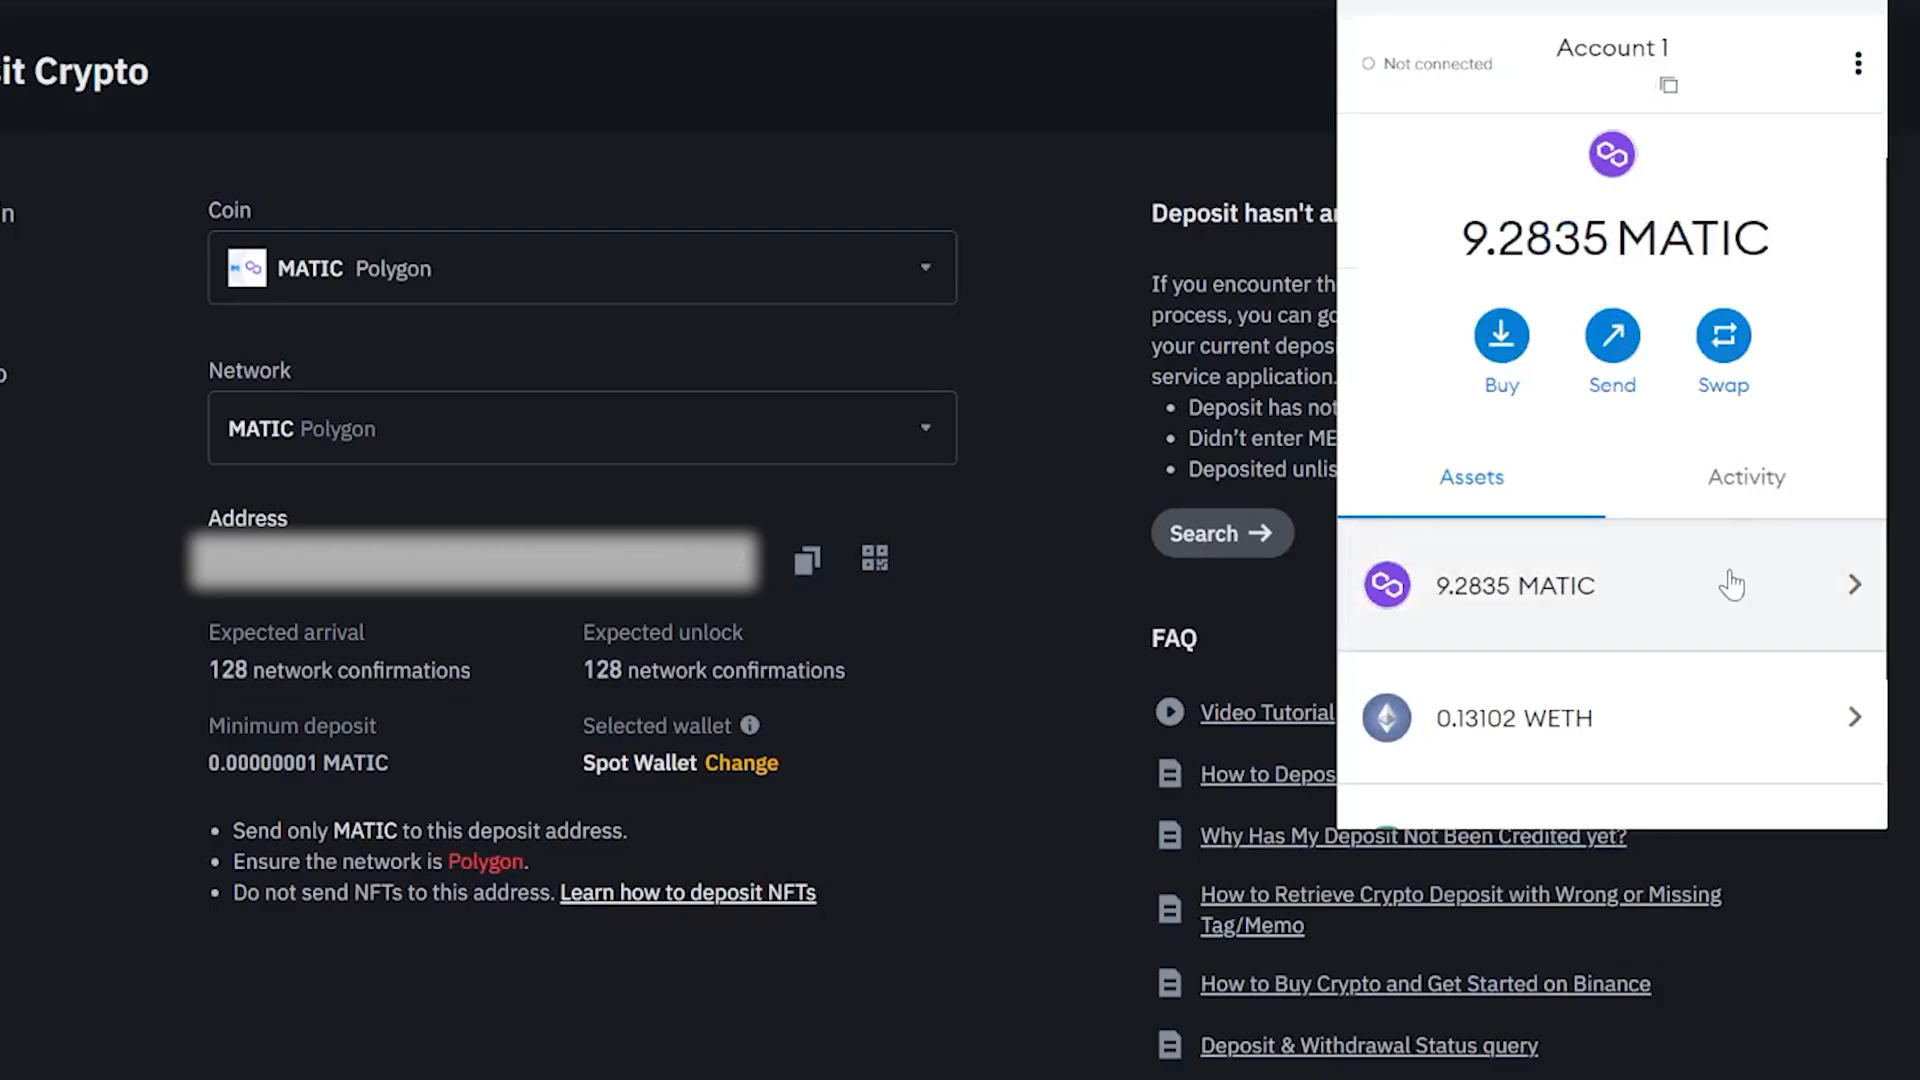 it Crypto
n
Coin
MATIC Polygon
Network
MATIC Polygon
Address
Expected arrival
128 network confirmations
Expected unlock
128 network confirmations
Minimum deposit
0.00000001 MATIC
Selected wallet
Spot Wallet Change
Send only MATIC to this deposit address.
Ensure the network is Polygon.
Do not send NFTs to this address. Learn how to deposit NFTs
Deposit hasn't
If you encounter
process, you can
your current
service application.
Deposit has not
Didn't enter
Deposited
Search
FAQ
Video Tutorial
How to
Why Has My Deposit Not Been Credited yet?
How to Retrieve Crypto Deposit with Wrong or Missing
Tag/Memo
How to Buy Crypto and Get Started on Binance
Deposit & Withdrawal Status query
Not connected
Account 1
9.2835 MATIC
Buy
Send
Swap
Assets
Activity
9.2835 MATIC
0.13102 WETH